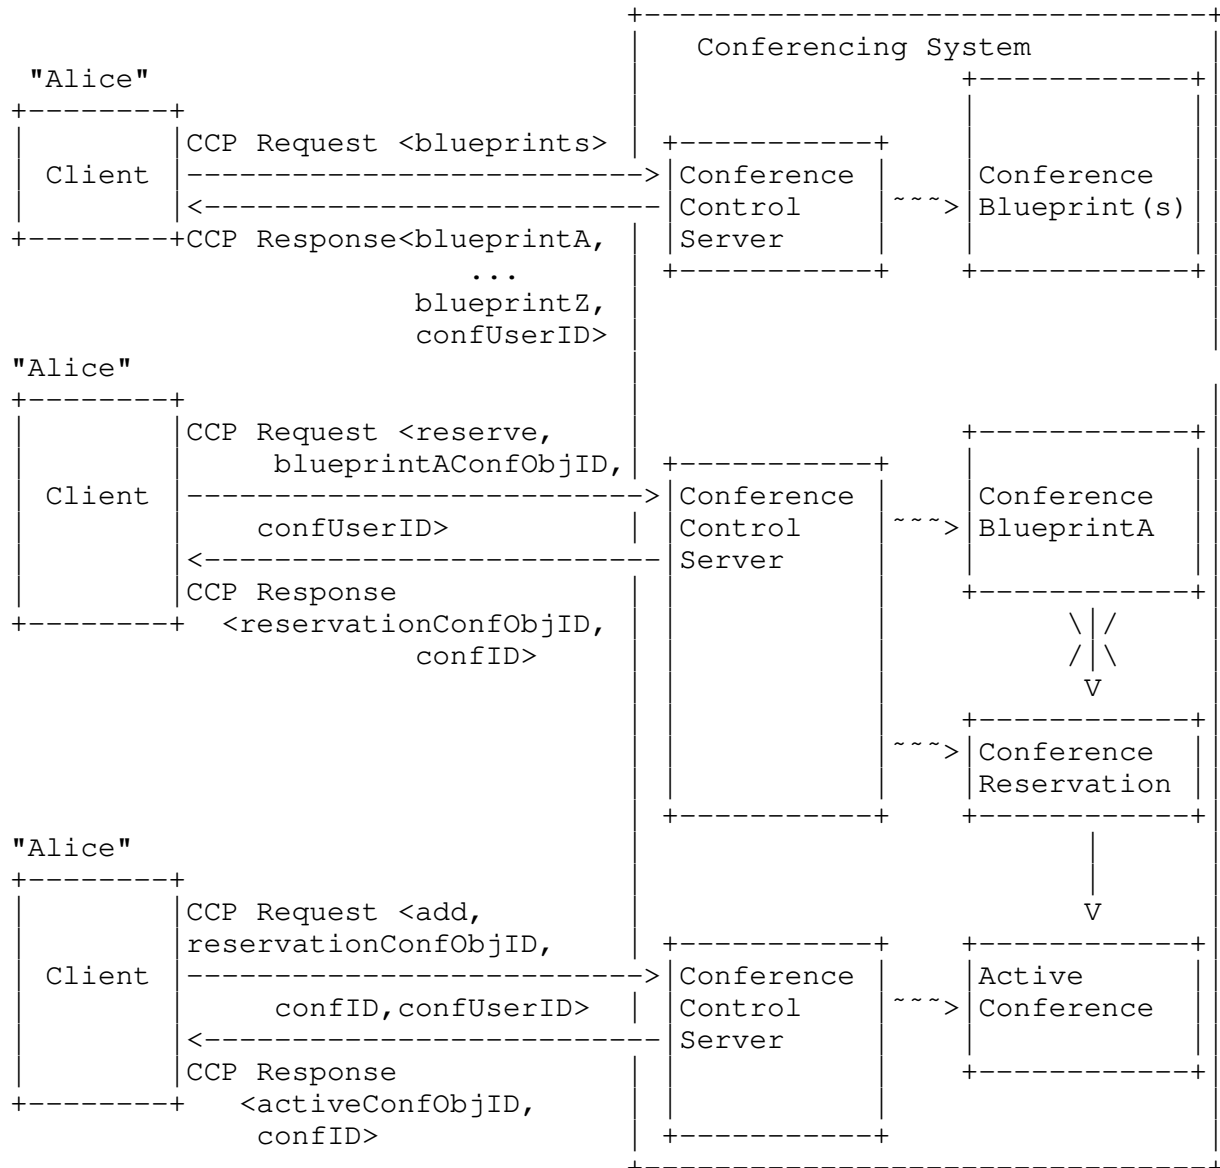 Conferencing System
"Alice"
CCP Request <blueprints>
Client Conference Conference
Control ~~~> Blueprint(s)
CCP Response<blueprintA, Server
...
blueprintZ,
confUserID>
"Alice"
CCP Request <reserve,
blueprintAConfObjID,
Client Conference Conference
confUserID> Control ~~~> BlueprintA
Server
CCP Response
<reservationConfObjID,
confID>
V
~~~> Conference
Reservation
"Alice"
CCP Request <add, V
reservationConfObjID,
Client Conference Active
confID,confUserID> Control ~~~> Conference
Server
CCP Response
<activeConfObjID,
confID>